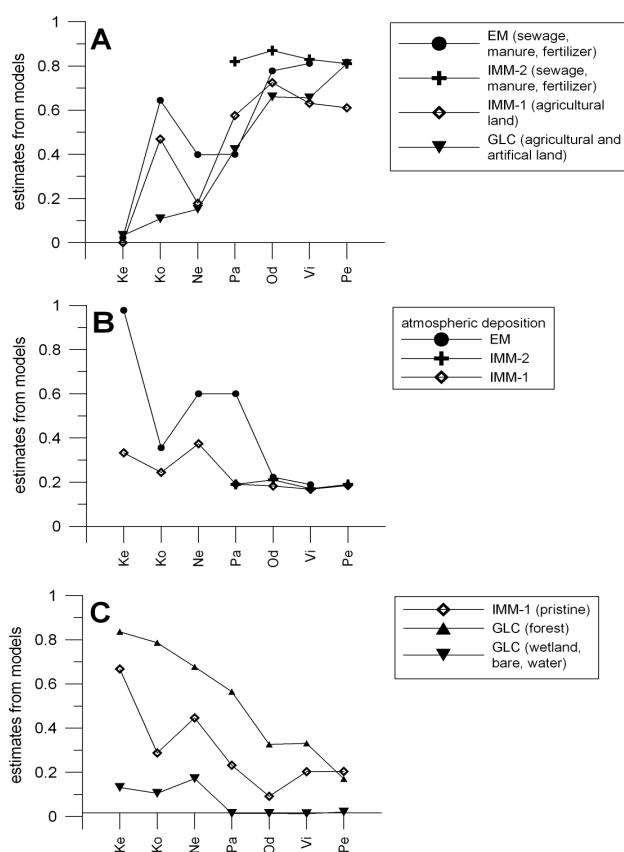 A
estimates from models
1
0.8
0.6
0.4
0.2
0
Ke
Ko
Ne
Pa
Od
Vi
Pe
EM (sewage,
manure, fertilizer)
IMM-2 (sewage,
manure, fertilizer)
IMM-1 (agricultural
land)
GLC (agricultural and
artifical land)
B
estimates from models
1
0.8
0.6
0.4
0.2
0
Ke
Ko
Ne
Pa
Od
Vi
Pe
atmospheric deposition
EM
IMM-2
IMM-1
C
estimates from models
1
0.8
0.6
0.4
0.2
0
Ke
Ko
Ne
Pa
Od
Vi
Pe
IMM-1 (pristine)
GLC (forest)
GLC (wetland,
bare, water)